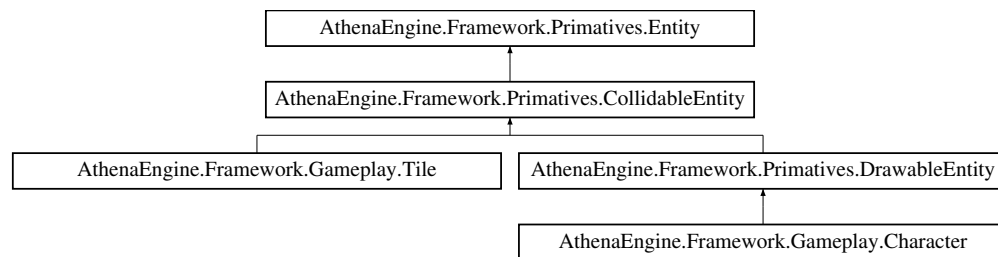 AthenaEngine.Framework.Primatives.Entity
AthenaEngine.Framework.Primatives.CollidableEntity
AthenaEngine.Framework.Gameplay.Tile
AthenaEngine.Framework.Primatives.DrawableEntity
AthenaEngine.Framework.Gameplay.Character